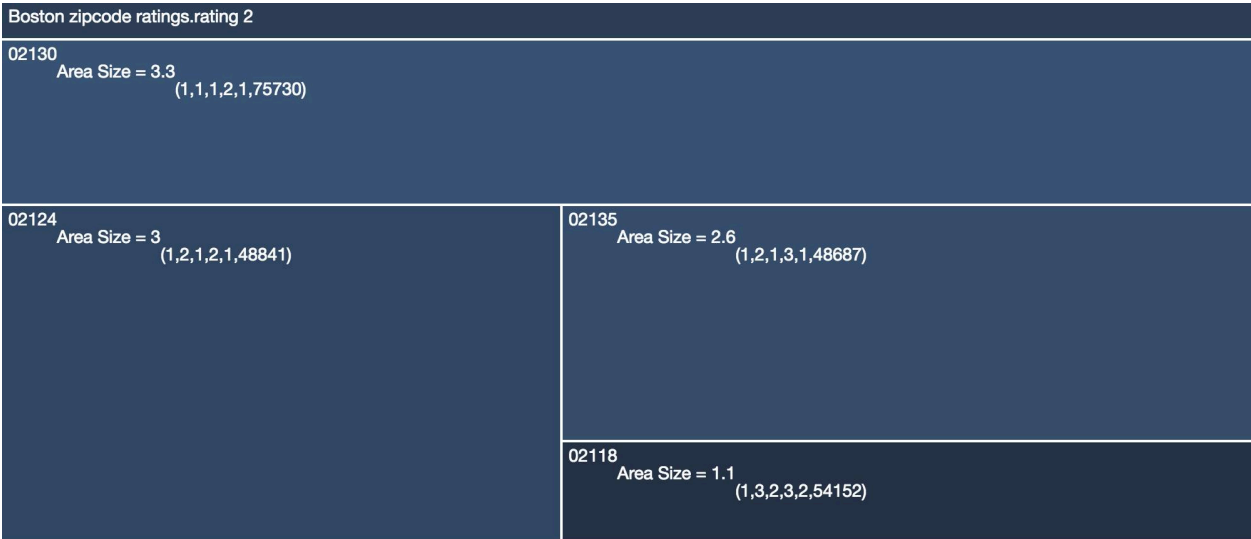 Boston zipcode ratings.rating 2
02130
Area Size = 3.3
(1,1,1,2,1,75730)
02124
Area Size = 3
(1,2,1,2,1,48841)
02135
Area Size = 2.6
(1,2,1,3,1,48687)
02118
Area Size = 1.1
(1,3,2,3,2,54152)